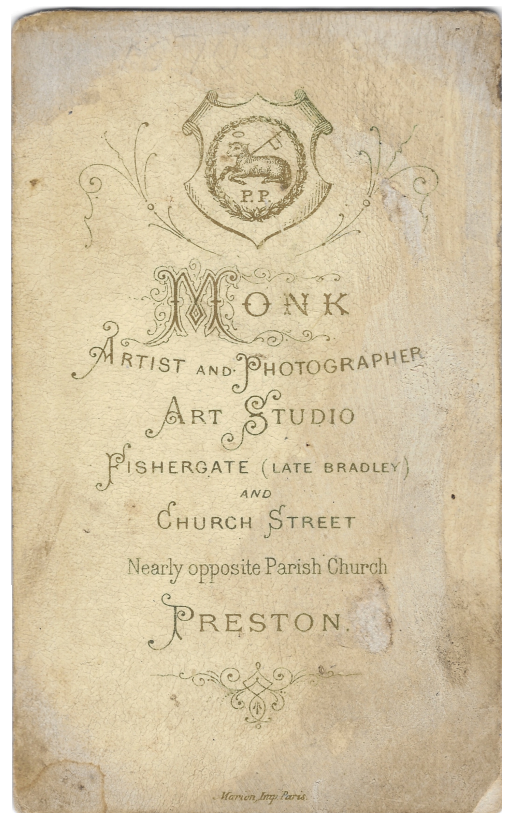 P.P.
MONK
ARTIST AND PHOTOGRAPHER
ART STUDIO
FISHERGATE (LATE BRADLEY)
AND
CHURCH STREET
Nearly opposite Parish Church
PRESTON.
Marion Imp. Paris.